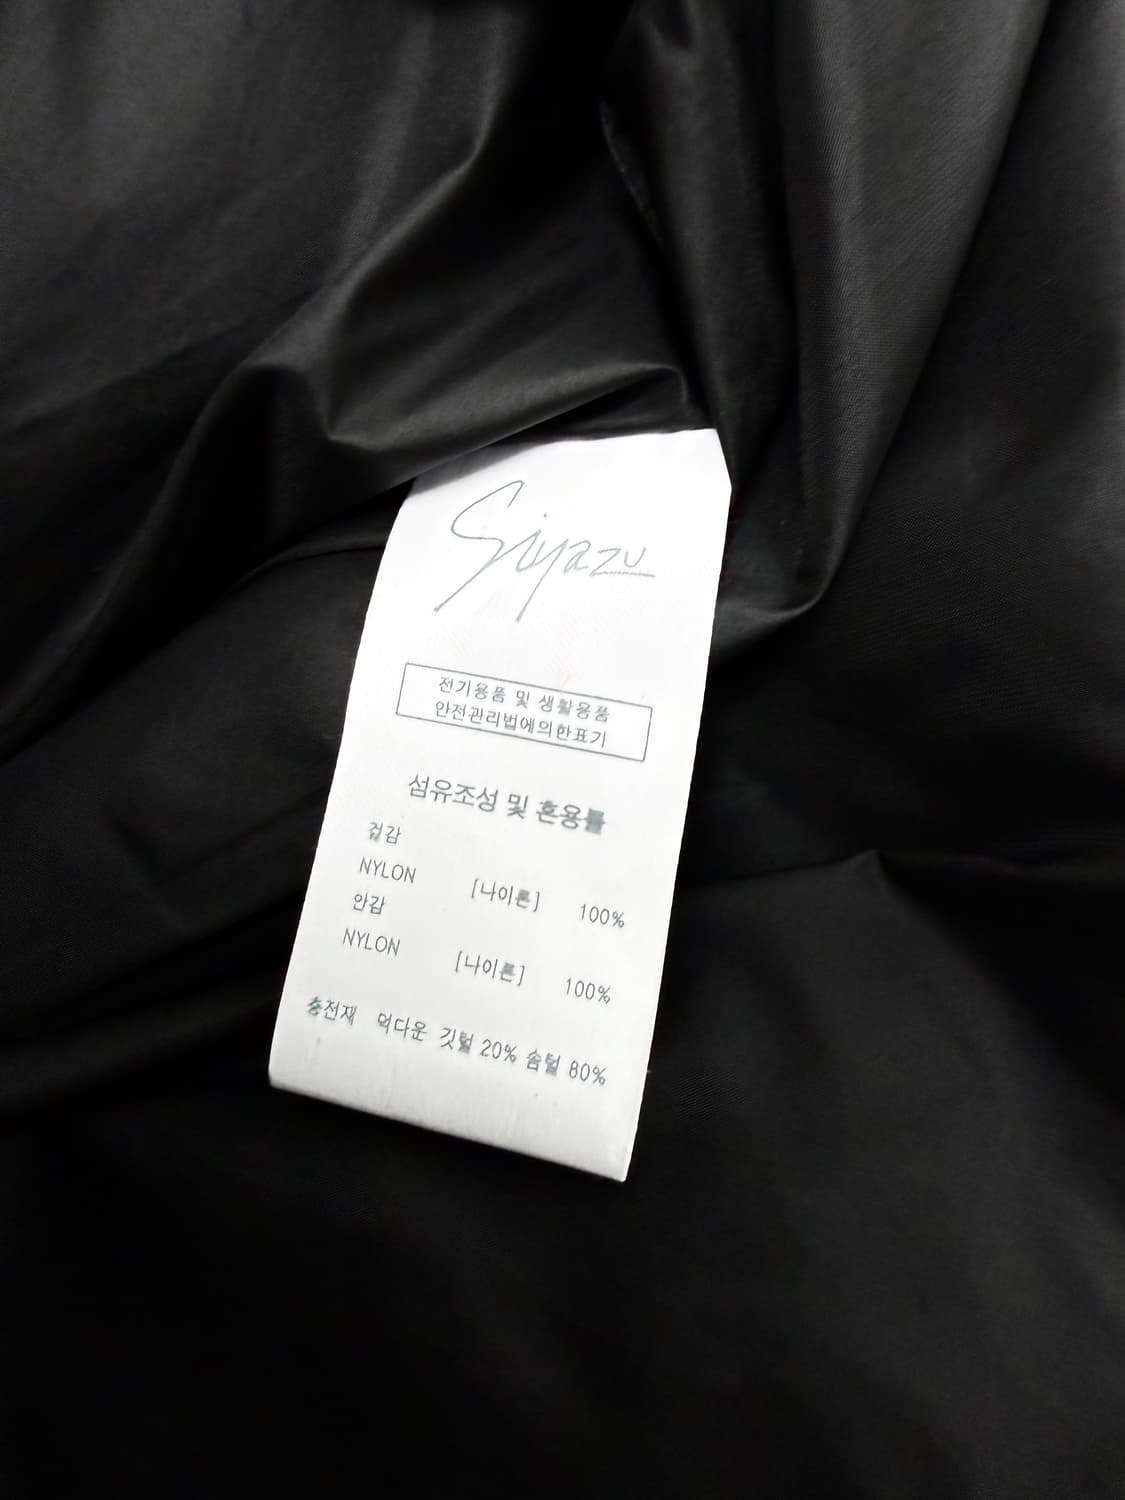 Siyazu
전기용품 및 생활용품
안전관리법에의한표기
섬유조성 및 혼용률
겉감
NYLON [나이론] 100%
안감
NYLON [나이론] 100%
충전재 덕다운 깃털 20% 솜털 80%